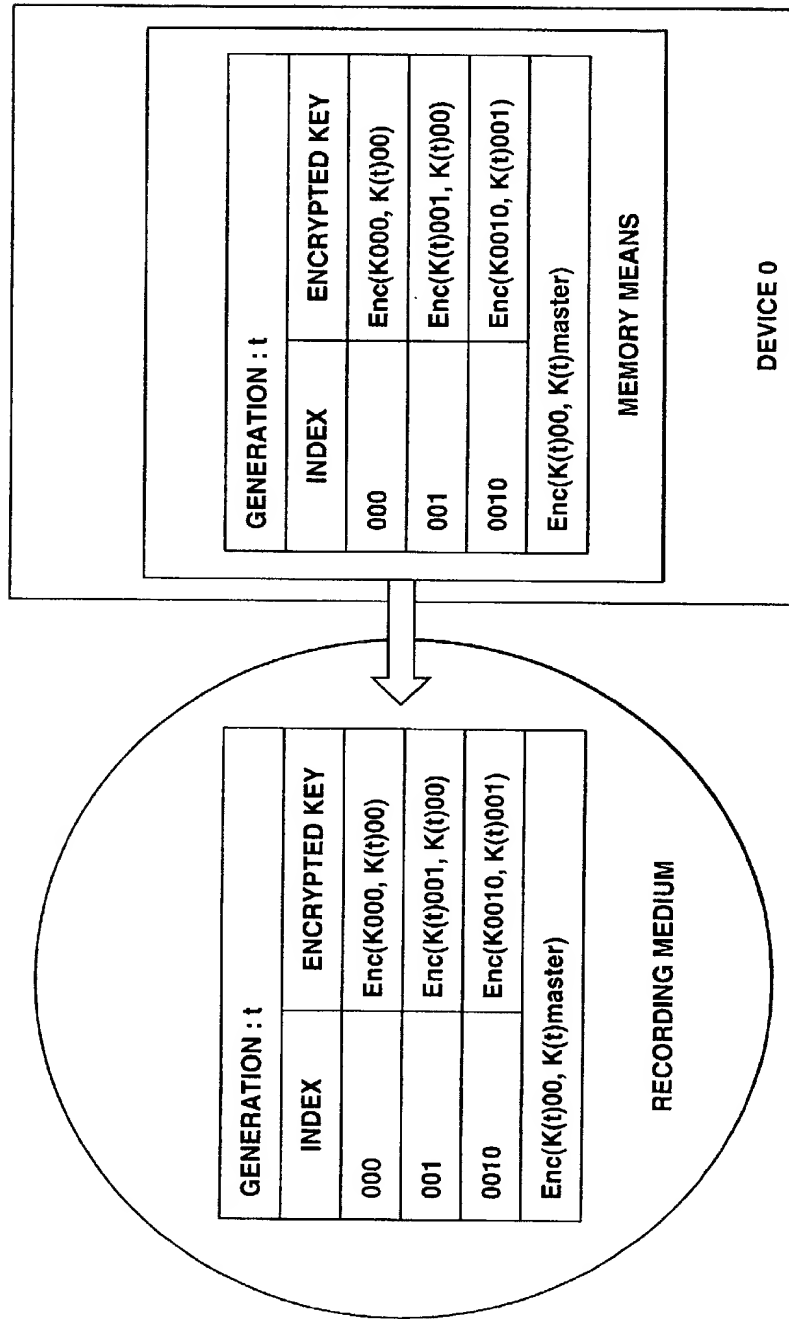 GENERATION : t
INDEX ENCRYPTED KEY
000 Enc(K000, K(t)00)
001 Enc(K(t)001, K(t)00)
0010 Enc(K0010, K(t)001)
Enc(K(t)00, K(t)master)
RECORDING MEDIUM
GENERATION : t
INDEX ENCRYPTED KEY
000 Enc(K000, K(t)00)
001 Enc(K(t)001, K(t)00)
0010 Enc(K0010, K(t)001)
Enc(K(t)00, K(t)master)
MEMORY MEANS
DEVICE 0